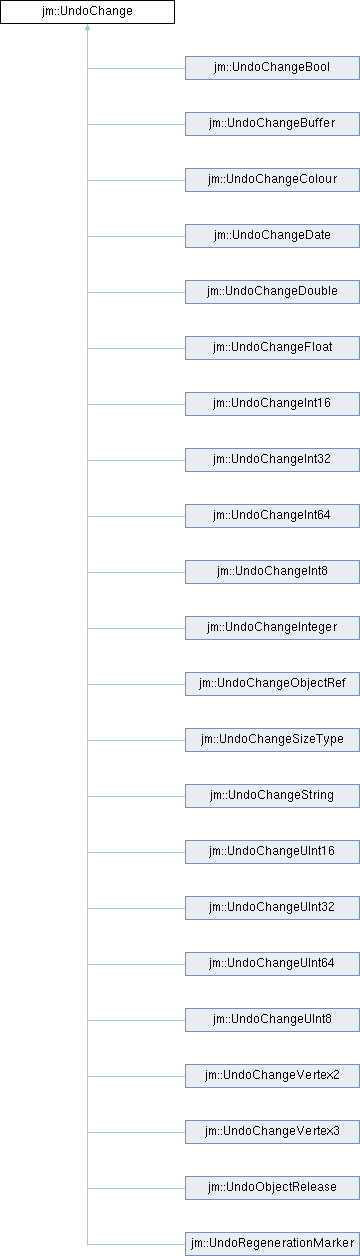 jm::UndoChange
jm::UndoChangeBool
jm::UndoChangeBuffer
jm::UndoChangeColour
jm::UndoChangeDate
jm::UndoChangeDouble
jm::UndoChangeFloat
jm::UndoChangeInt16
jm::UndoChangeInt32
jm::UndoChangeInt64
jm::UndoChangeInt8
jm::UndoChangeInteger
jm::UndoChangeObjectRef
jm::UndoChangeSizeType
jm::UndoChangeString
jm::UndoChangeUInt16
jm::UndoChangeUInt32
jm::UndoChangeUInt64
jm::UndoChangeUInt8
jm::UndoChangeVertex2
jm::UndoChangeVertex3
jm::UndoObjectRelease
jm::UndoRegenerationMarker